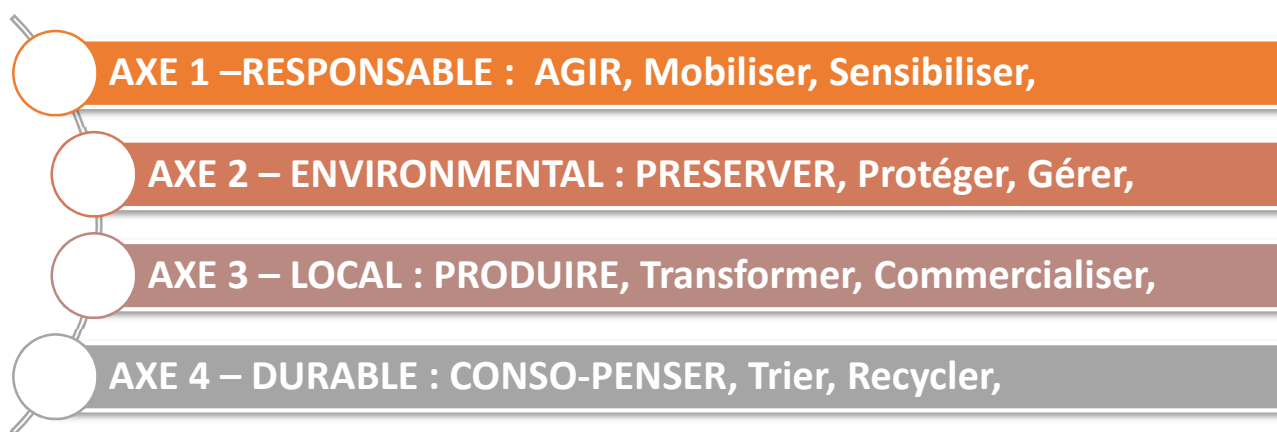 AXE 1 –RESPONSABLE :  AGIR, Mobiliser, Sensibiliser,
AXE 2 – ENVIRONMENTAL : PRESERVER, Protéger, Gérer,
AXE 3 – LOCAL : PRODUIRE, Transformer, Commercialiser,
AXE 4 – DURABLE : CONSO-PENSER, Trier, Recycler,